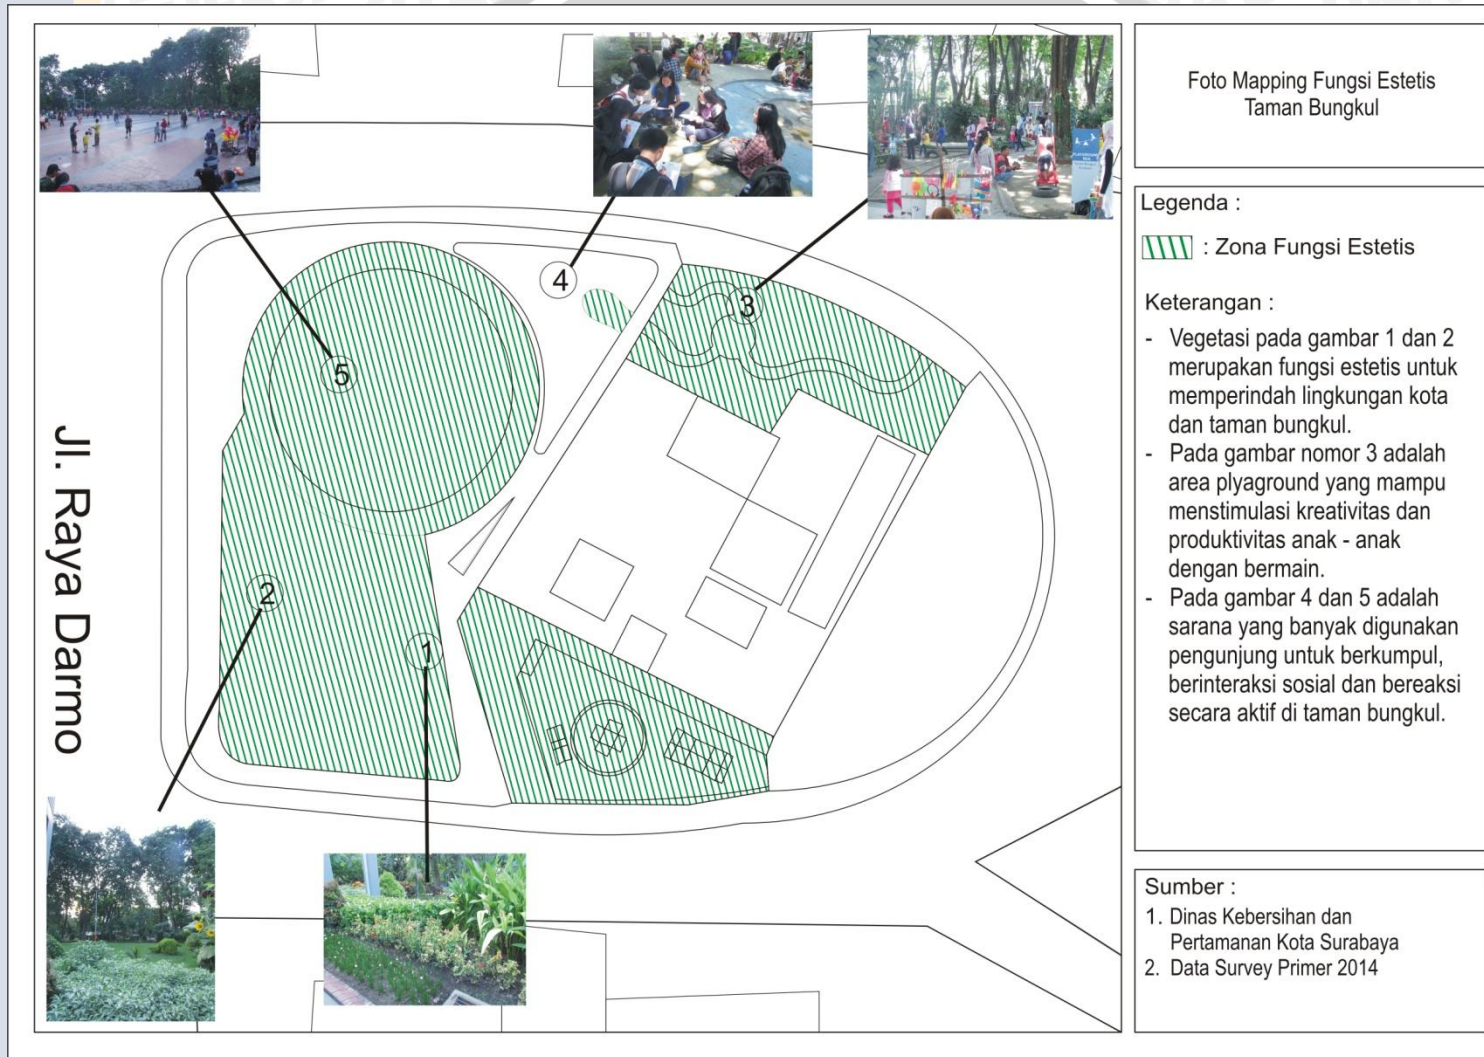 Foto Mapping Fungsi Estetis
Taman Bungkul
Legenda :
: Zona Fungsi Estetis
Keterangan :
- Vegetasi pada gambar 1 dan 2
merupakan fungsi estetis untuk
memperindah lingkungan kota
dan taman bungkul.
- Pada gambar nomor 3 adalah
area plyaground yang mampu
menstimulasi kreativitas dan
produktivitas anak - anak
dengan bermain.
- Pada gambar 4 dan 5 adalah
sarana yang banyak digunakan
pengunjung untuk berkumpul,
berinteraksi sosial dan bereaksi
secara aktif di taman bungkul.
Sumber :
1. Dinas Kebersihan dan
Pertamanan Kota Surabaya
2. Data Survey Primer 2014
Jl. Raya Darmo
4
3
5
2
1